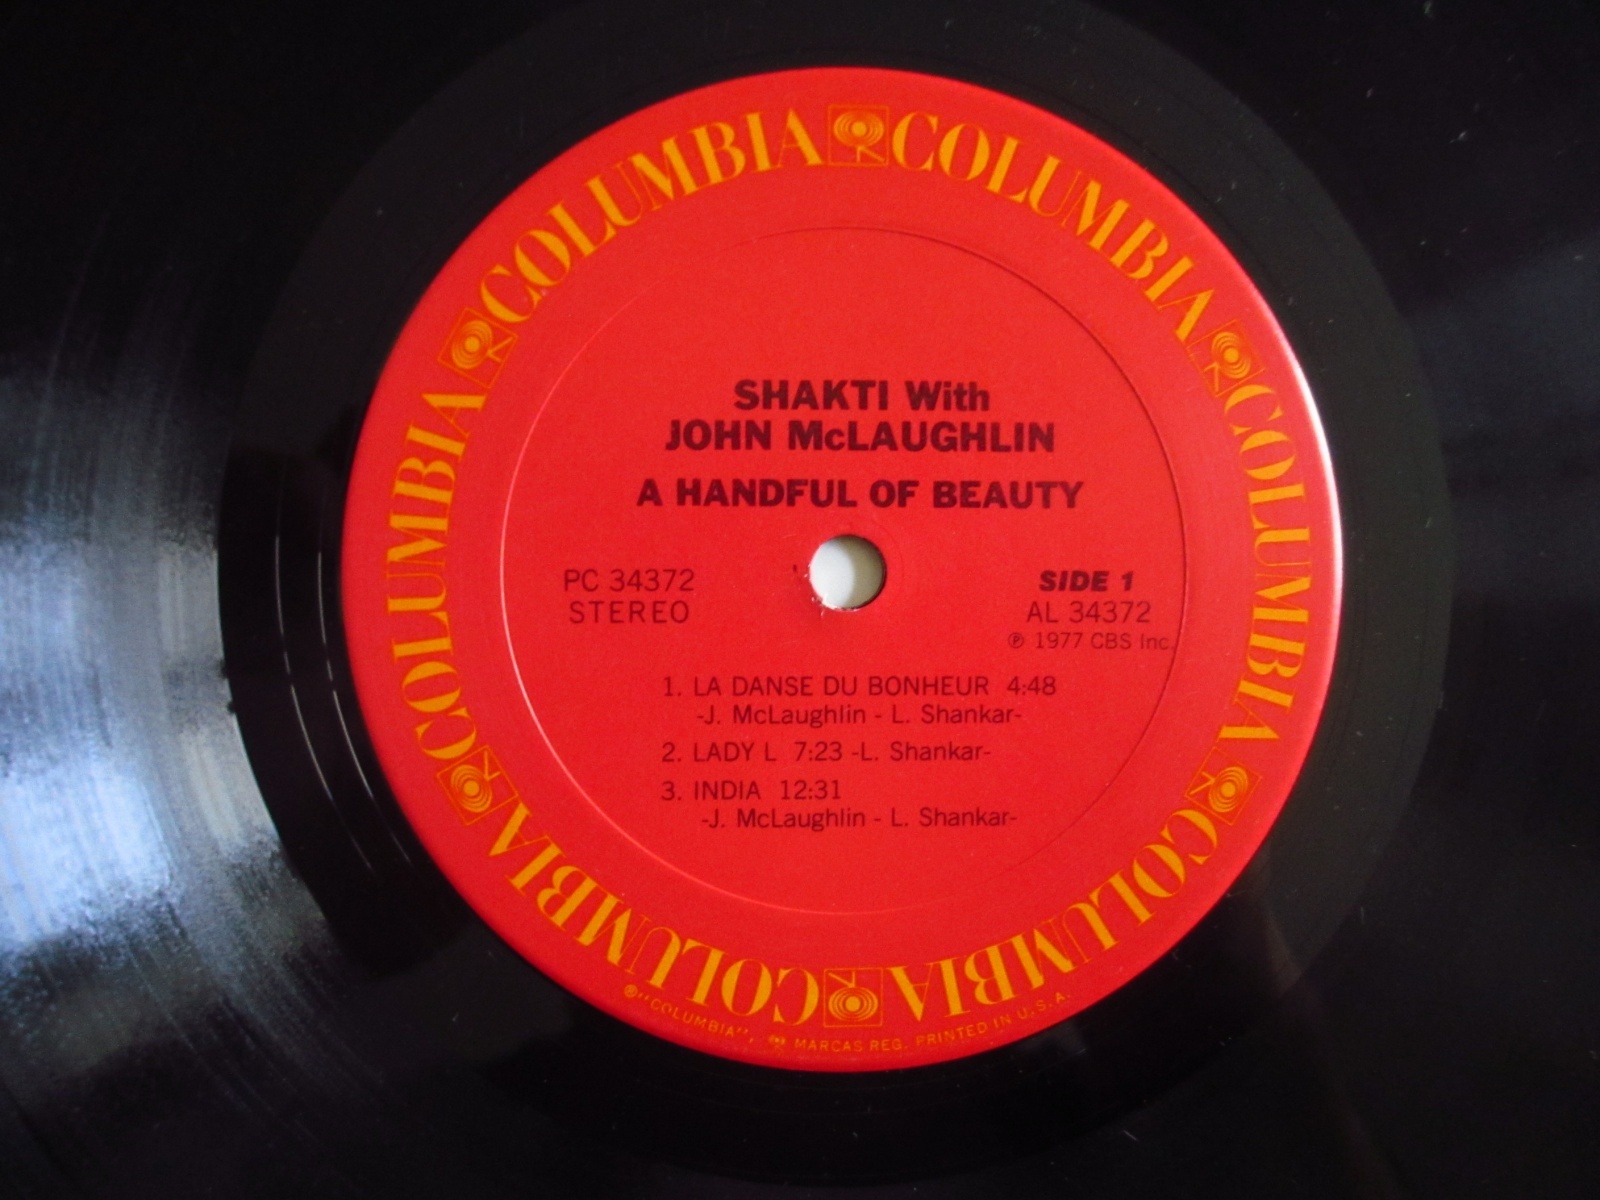 COLUMBIA COLUMBIA COLUMBIA COLUMBIA COLUMBIA COLUMBIA
SHAKTI With
JOHN McLAUGHLIN
A HANDFUL OF BEAUTY
PC 34372
STEREO
SIDE 1
AL 34372
℗ 1977 CBS Inc.
1. LA DANSE DU BONHEUR 4:48
-J. McLaughlin - L. Shankar-
2. LADY L 7:23 -L. Shankar-
3. INDIA 12:31
-J. McLaughlin - L. Shankar-
®"COLUMBIA", MARCAS REG. PRINTED IN U.S.A.